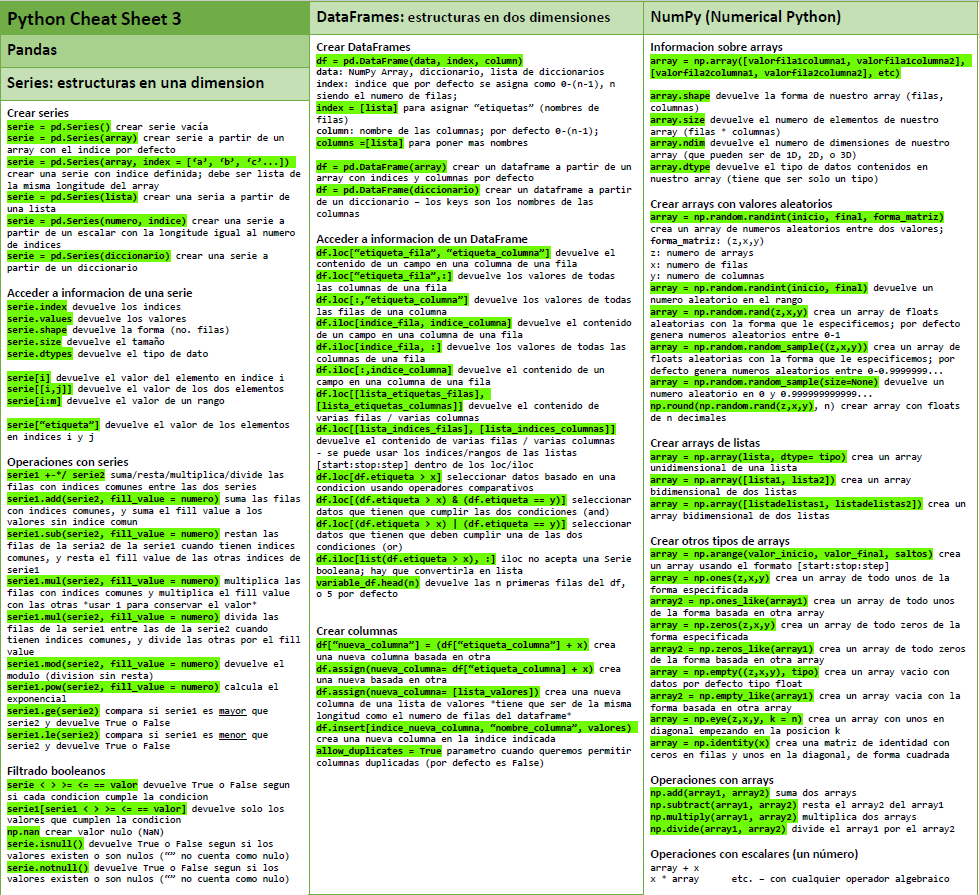 Python Cheat Sheet 3
Pandas
Series: estructuras en una dimension
Crear series
serie = pd.Series() crear serie vacía
serie = pd.Series(array) crear serie a partir de un
array con el indice por defecto
serie = pd.Series(array, index = [‘a’, ‘b’, ‘c’...])
crear una serie con indice definida; debe ser lista de
la misma longitud del array
serie = pd.Series(lista) crear una seria a partir de
una lista
serie = pd.Series(numero, indice) crear una serie a
partir de un escalar con la longitude igual al numero
de indices
serie = pd.Series(diccionario) crear una serie a
partir de un diccionario
Acceder a informacion de una serie
serie.index devuelve los indices
serie.values devuelve los valores
serie.shape devuelve la forma (no. filas)
serie.size devuelve el tamaño
serie.dtypes devuelve el tipo de dato
serie[i] devuelve el valor del elemento en indice i
serie[[i,j]] devuelve el valor de los dos elementos
serie[i:m] devuelve el valor de un rango
serie[“etiqueta”] devuelve el valor de los elementos
en indices i y j
Operaciones con series
serie1 +-*/ serie2 suma/resta/multiplica/divide las
filas con indices comunes entre las dos series
serie1.add(serie2, fill_value = numero) suma las filas
con indices comunes, y suma el fill value a los
valores sin indice comun
serie1.sub(serie2, fill_value = numero) restan las
filas de la seria2 de la serie1 cuando tienen indices
comunes, y resta el fill value de las otras indices de
serie1
serie1.mul(serie2, fill_value = numero) multiplica las
filas con indices comunes y multiplica el fill value
con las otras *usar 1 para conservar el valor*
serie1.mul(serie2, fill_value = numero) divida las
filas de la serie1 entre las de la serie2 cuando
tienen indices comunes, y divide las otras por el fill
value
serie1.mod(serie2, fill_value = numero) devuelve el
modulo (division sin resta)
serie1.pow(serie2, fill_value = numero) calcula el
exponencial
serie1.ge(serie2) compara si serie1 es mayor que
serie2 y devuelve True o False
serie1.le(serie2) compara si serie1 es menor que
serie2 y devuelve True o False
Filtrado booleanos
serie < > >= <= == valor devuelve True o False segun
si cada condicion cumple la condicion
serie1[serie1 < > >= <= == valor] devuelve solo los
valores que cumplen la condicion
np.nan crear valor nulo (NaN)
serie.isnull() devuelve True o False segun si los
valores existen o son nulos (“” no cuenta como nulo)
serie.notnull() devuelve True o False segun si los
valores existen o son nulos (“” no cuenta como nulo)
DataFrames: estructuras en dos dimensiones
Crear DataFrames
df = pd.DataFrame(data, index, column)
data: NumPy Array, diccionario, lista de diccionarios
index: indice que por defecto se asigna como 0-(n-1), n
siendo el numero de filas;
index = [lista] para asignar “etiquetas” (nombres de
filas)
column: nombre de las columnas; por defecto 0-(n-1);
columns =[lista] para poner mas nombres
df = pd.DataFrame(array) crear un dataframe a partir de un
array con indices y columnas por defecto
df = pd.DataFrame(diccionario) crear un dataframe a partir
de un diccionario – los keys son los nombres de las
columnas
Acceder a informacion de un DataFrame
df.loc[“etiqueta_fila”, “etiqueta_columna”] devuelve el
contenido de un campo en una columna de una fila
df.loc[“etiqueta_fila”,:] devuelve los valores de todas
las columnas de una fila
df.loc[:,“etiqueta_columna”] devuelve los valores de todas
las filas de una columna
df.iloc[indice_fila, indice_columna] devuelve el contenido
de un campo en una columna de una fila
df.iloc[indice_fila, :] devuelve los valores de todas las
columnas de una fila
df.iloc[:,indice_columna] devuelve el contenido de un
campo en una columna de una fila
df.loc[[lista_etiquetas_filas],
[lista_etiquetas_columnas]] devuelve el contenido de
varias filas / varias columnas
df.loc[[lista_indices_filas], [lista_indices_columnas]]
devuelve el contenido de varias filas / varias columnas
- se puede usar los indices/rangos de las listas
[start:stop:step] dentro de los loc/iloc
df.loc[df.etiqueta > x] seleccionar datos basado en una
condicion usando operadores comparativos
df.loc[(df.etiqueta > x) & (df.etiqueta == y)] seleccionar
datos que tienen que cumplir las dos condiciones (and)
df.loc[(df.etiqueta > x) | (df.etiqueta == y)] seleccionar
datos que tienen que deben cumplir una de las dos
condiciones (or)
df.iloc[list(df.etiqueta > x), :] iloc no acepta una Serie
booleana; hay que convertirla en lista
variable_df.head(n) devuelve las n primeras filas del df,
o 5 por defecto
Crear columnas
df[“nueva_columna”] = (df[“etiqueta_columna”] + x) crea
una nueva columna basada en otra
df.assign(nueva_columna= df[“etiqueta_columna] + x) crea
una nueva basada en otra
df.assign(nueva_columna= [lista_valores]) crea una nueva
columna de una lista de valores *tiene que ser de la misma
longitud como el numero de filas del dataframe*
df.insert[indice_nueva_columna, “nombre_columna”, valores)
crea una nueva columna en la indice indicada
allow_duplicates = True parametro cuando queremos permitir
columnas duplicadas (por defecto es False)
NumPy (Numerical Python)
Informacion sobre arrays
array = np.array([valorfila1columna1, valorfila1columna2],
[valorfila2columna1, valorfila2columna2], etc)
array.shape devuelve la forma de nuestro array (filas,
columnas)
array.size devuelve el numero de elementos de nuestro
array (filas * columnas)
array.ndim devuelve el numero de dimensiones de nuestro
array (que pueden ser de 1D, 2D, o 3D)
array.dtype devuelve el tipo de datos contenidos en
nuestro array (tiene que ser solo un tipo)
Crear arrays con valores aleatorios
array = np.random.randint(inicio, final, forma_matriz)
crea un array de numeros aleatorios entre dos valores;
forma_matriz: (z,x,y)
z: numero de arrays
x: numero de filas
y: numero de columnas
array = np.random.randint(inicio, final) devuelve un
numero aleatorio en el rango
array = np.random.rand(z,x,y) crea un array de floats
aleatorias con la forma que le especificemos; por defecto
genera numeros aleatorios entre 0-1
array = np.random.random_sample((z,x,y)) crea un array de
floats aleatorias con la forma que le especificemos; por
defecto genera numeros aleatorios entre 0-0.9999999...
array = np.random.random_sample(size=None) devuelve un
numero aleatorio en 0 y 0.999999999999999...
np.round(np.random.rand(z,x,y), n) crear array con floats
de n decimales
Crear arrays de listas
array = np.array(lista, dtype= tipo) crea un array
unidimensional de una lista
array = np.array([lista1, lista2]) crea un array
bidimensional de dos listas
array = np.array([listadelistas1, listadelistas2]) crea un
array bidimensional de dos listas
Crear otros tipos de arrays
array = np.arange(valor_inicio, valor_final, saltos) crea
un array usando el formato [start:stop:step]
array = np.ones(z,x,y) crea un array de todo unos de la
forma especificada
array2 = np.ones_like(array1) crea un array de todo unos
de la forma basada en otra array
array = np.zeros(z,x,y) crea un array de todo zeros de la
forma especificada
array2 = np.zeros_like(array1) crea un array de todo zeros
de la forma basada en otra array
array = np.empty((z,x,y), tipo) crea un array vacio con
datos por defecto tipo float
array2 = np.empty_like(array1) crea un array vacia con la
forma basada en otra array
array = np.eye(z,x,y, k = n) crea un array con unos en
diagonal empezando en la posicion k
array = np.identity(x) crea una matriz de identidad con
ceros en filas y unos en la diagonal, de forma cuadrada
Operaciones con arrays
np.add(array1, array2) suma dos arrays
np.subtract(array1, array2) resta el array2 del array1
np.multiply(array1, array2) multiplica dos arrays
np.divide(array1, array2) divide el array1 por el array2
Operaciones con escalares (un número)
array + x
x * array etc. – con cualquier operador algebraico